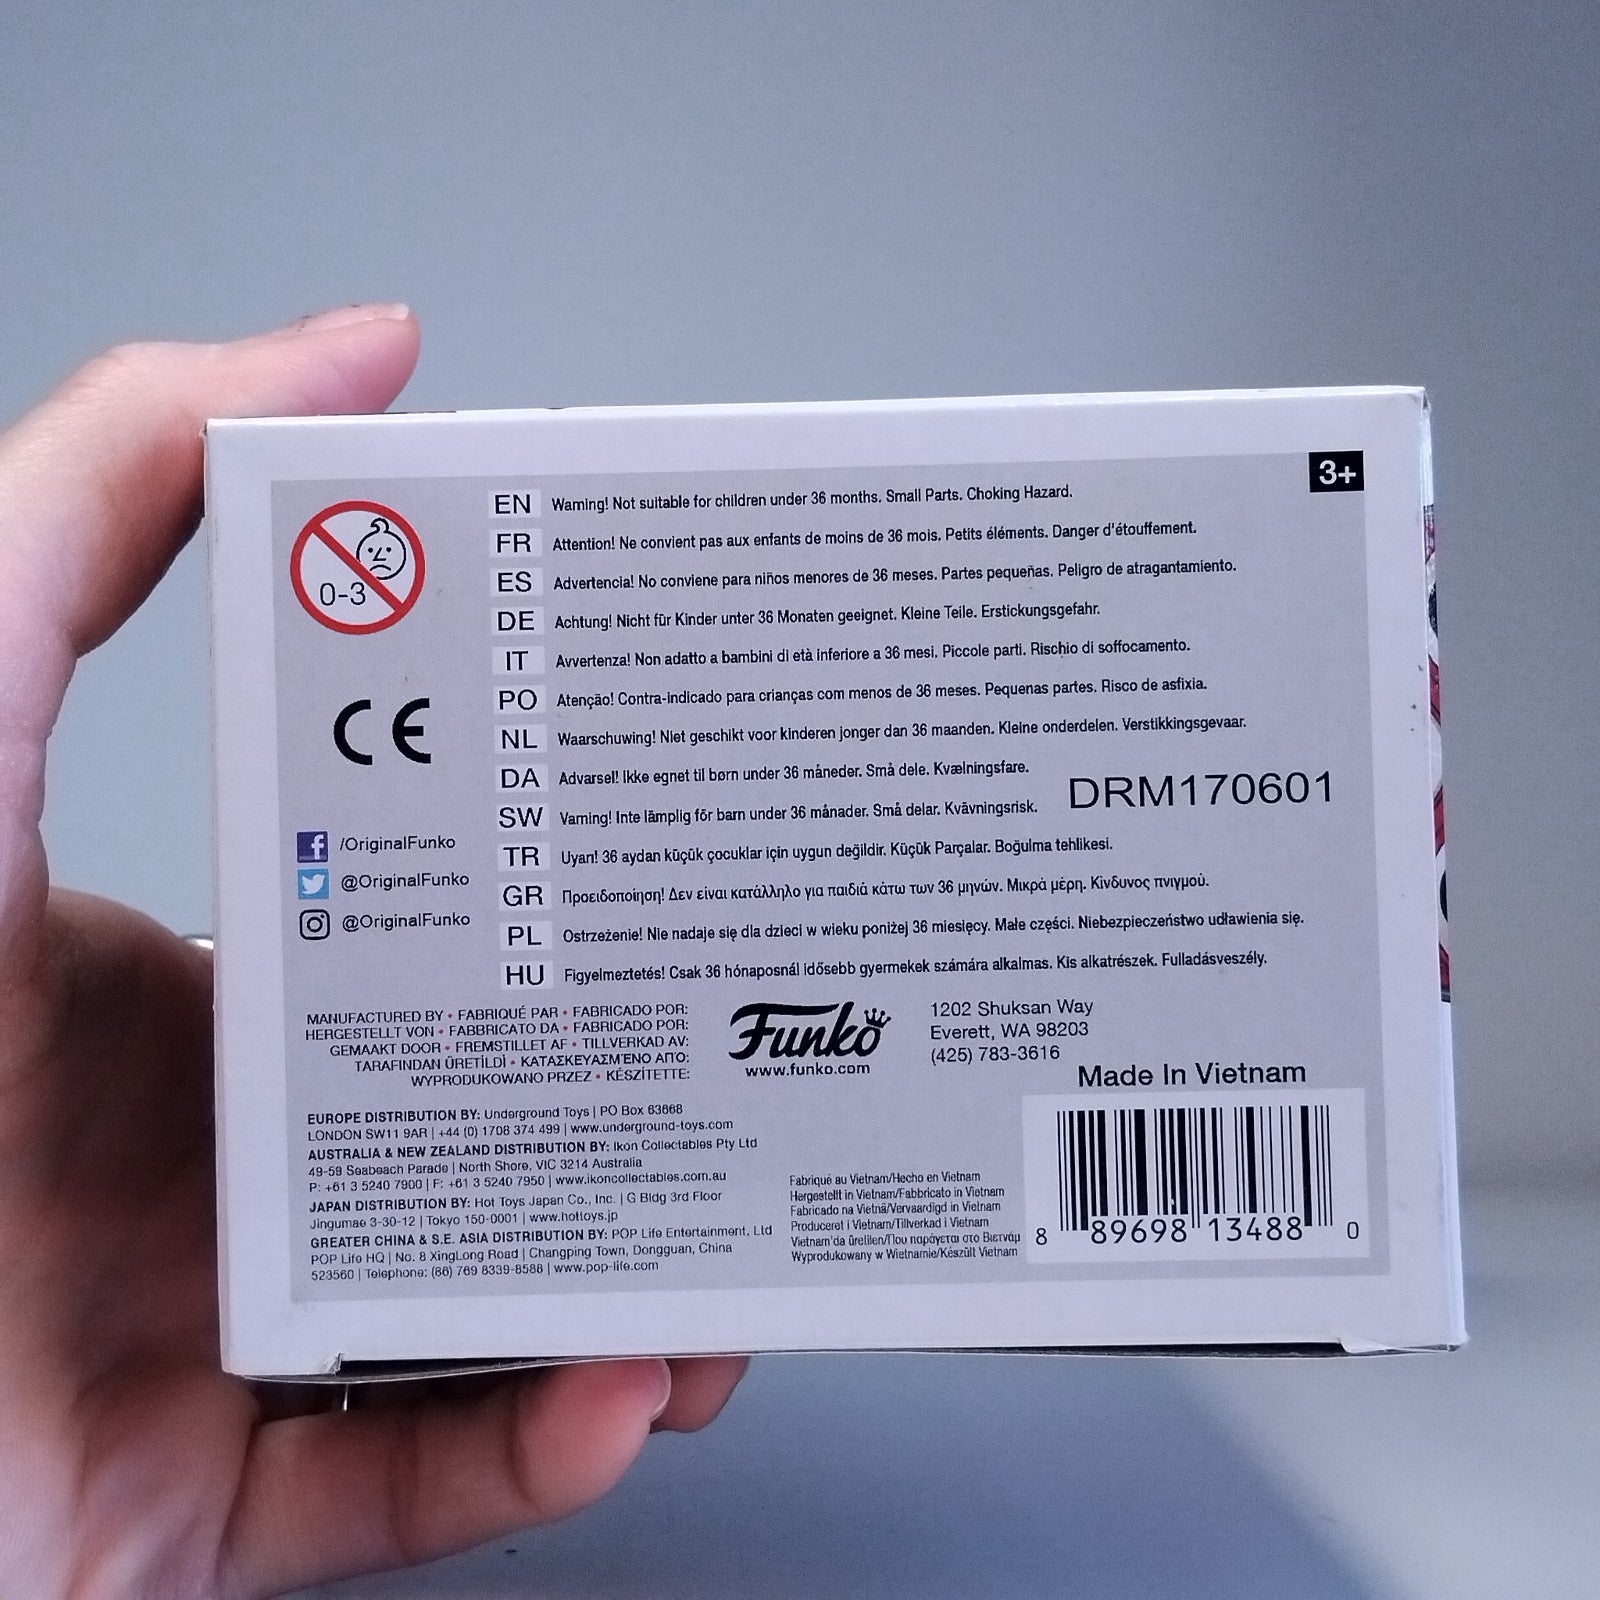 3+
0-3
EN Warning! Not suitable for children under 36 months. Small Parts. Choking Hazard.
FR Attention! Ne convient pas aux enfants de moins de 36 mois. Petits éléments. Danger d'étouffement.
ES Advertencia! No conviene para niños menores de 36 meses. Partes pequeñas. Peligro de atragantamiento.
DE Achtung! Nicht für Kinder unter 36 Monaten geeignet. Kleine Teile. Erstickungsgefahr.
IT Avvertenza! Non adatto a bambini di età inferiore a 36 mesi. Piccole parti. Rischio di soffocamento.
PO Atenção! Contra-indicado para crianças com menos de 36 meses. Pequenas partes. Risco de asfixia.
NL Waarschuwing! Niet geschikt voor kinderen jonger dan 36 maanden. Kleine onderdelen. Verstikkingsgevaar.
DA Advarsel! Ikke egnet til børn under 36 måneder. Små dele. Kvælningsfare.
SW Varning! Inte lämplig för barn under 36 månader. Små delar. Kvävningsrisk.
TR Uyarı! 36 aydan küçük çocuklar için uygun değildir. Küçük Parçalar. Boğulma tehlikesi.
GR Προειδοποίηση! Δεν είναι κατάλληλο για παιδιά κάτω των 36 μηνών. Μικρά μέρη. Κίνδυνος πνιγμού.
PL Ostrzeżenie! Nie nadaje się dla dzieci w wieku poniżej 36 miesięcy. Małe części. Niebezpieczeństwo udławienia się.
HU Figyelmeztetés! Csak 36 hónaposnál idősebb gyermekek számára alkalmas. Kis alkatrészek. Fulladásveszély.
DRM170601
CE
f /OriginalFunko
@OriginalFunko
@OriginalFunko
MANUFACTURED BY • FABRIQUÉ PAR • FABRICADO POR:
HERGESTELLT VON • FABBRICATO DA • FABRICADO POR:
GEMAAKT DOOR • FREMSTILLET AF • TILLVERKAD AV:
TARAFINDAN ÜRETİLDİ • ΚΑΤΑΣΚΕΥΑΣΜΈΝΟ ΑΠΌ:
WYPRODUKOWANO PRZEZ • KÉSZÍTETTE:
Funko
www.funko.com
1202 Shuksan Way
Everett, WA 98203
(425) 783-3616
Made In Vietnam
EUROPE DISTRIBUTION BY: Underground Toys | PO Box 63668
LONDON SW11 9AR | +44 (0) 1708 374 499 | www.underground-toys.com
AUSTRALIA & NEW ZEALAND DISTRIBUTION BY: Ikon Collectables Pty Ltd
49-59 Seabeach Parade | North Shore, VIC 3214 Australia
P: +61 3 5240 7900 | F: +61 3 5240 7950 | www.ikoncollectables.com.au
JAPAN DISTRIBUTION BY: Hot Toys Japan Co., Inc. | G Bldg 3rd Floor
Jingumae 3-30-12 | Tokyo 150-0001 | www.hottoys.jp
GREATER CHINA & S.E. ASIA DISTRIBUTION BY: POP Life Entertainment, Ltd
POP Life HQ | No. 8 XingLong Road | Changping Town, Dongguan, China
523560 | Telephone: (86) 769 8339-8588 | www.pop-life.com
Fabriqué au Vietnam/Hecho en Vietnam
Hergestellt in Vietnam/Fabbricato in Vietnam
Fabricado na Vietnã/Vervaardigd in Vietnam
Produceret i Vietnam/Tillverkad i Vietnam
Vietnam'da üretilen/Που παράγεται στο Βιετνάμ
Wyprodukowany w Wietnamie/Készült Vietnam
8 89698 13488 0